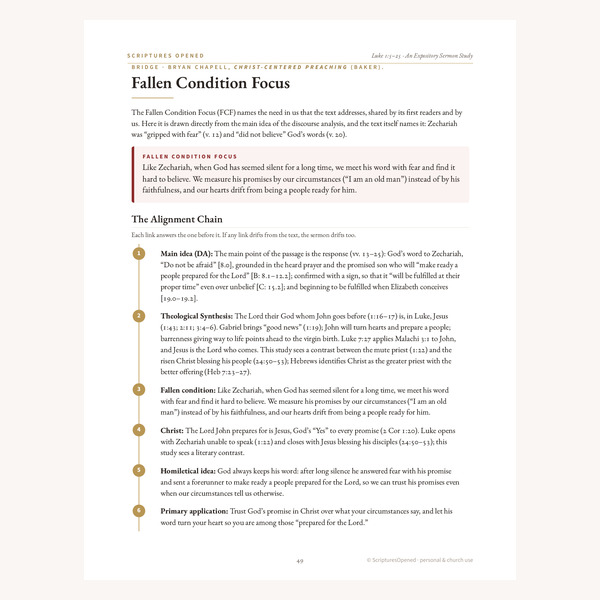 SCRIPTURES OPENED
Luke 1:5–25 · An Expository Sermon Study
BRIDGE · BRYAN CHAPELL, CHRIST-CENTERED PREACHING (BAKER).
Fallen Condition Focus
The Fallen Condition Focus (FCF) names the need in us that the text addresses, shared by its first readers and by
us. Here it is drawn directly from the main idea of the discourse analysis, and the text itself names it: Zechariah
was “gripped with fear” (v. 12) and “did not believe” God’s words (v. 20).
FALLEN CONDITION FOCUS
Like Zechariah, when God has seemed silent for a long time, we meet his word with fear and find it
hard to believe. We measure his promises by our circumstances (“I am an old man”) instead of by his
faithfulness, and our hearts drift from being a people ready for him.
The Alignment Chain
Each link answers the one before it. If any link drifts from the text, the sermon drifts too.
1
Main idea (DA): The main point of the passage is the response (vv. 13–25): God’s word to Zechariah,
“Do not be afraid” [8.0], grounded in the heard prayer and the promised son who will “make ready a
people prepared for the Lord” [B: 8.1–12.2]; confirmed with a sign, so that it “will be fulfilled at their
proper time” even over unbelief [C: 15.2]; and beginning to be fulfilled when Elizabeth conceives
[19.0–19.2].
2
Theological Synthesis: The Lord their God whom John goes before (1:16–17) is, in Luke, Jesus
(1:43; 2:11; 3:4–6). Gabriel brings “good news” (1:19); John will turn hearts and prepare a people;
barrenness giving way to life points ahead to the virgin birth. Luke 7:27 applies Malachi 3:1 to John,
and Jesus is the Lord who comes. This study sees a contrast between the mute priest (1:22) and the
risen Christ blessing his people (24:50–53); Hebrews identifies Christ as the greater priest with the
better offering (Heb 7:23–27).
3
Fallen condition: Like Zechariah, when God has seemed silent for a long time, we meet his word
with fear and find it hard to believe. We measure his promises by our circumstances (“I am an old
man”) instead of by his faithfulness, and our hearts drift from being a people ready for him.
4
Christ: The Lord John prepares for is Jesus, God’s “Yes” to every promise (2 Cor 1:20). Luke opens
with Zechariah unable to speak (1:22) and closes with Jesus blessing his disciples (24:50–53); this
study sees a literary contrast.
5
Homiletical idea: God always keeps his word: after long silence he answered fear with his promise
and sent a forerunner to make ready a people prepared for the Lord, so we can trust his promises even
when our circumstances tell us otherwise.
6
Primary application: Trust God’s promise in Christ over what your circumstances say, and let his
word turn your heart so you are among those “prepared for the Lord.”
49
© ScripturesOpened · personal & church use